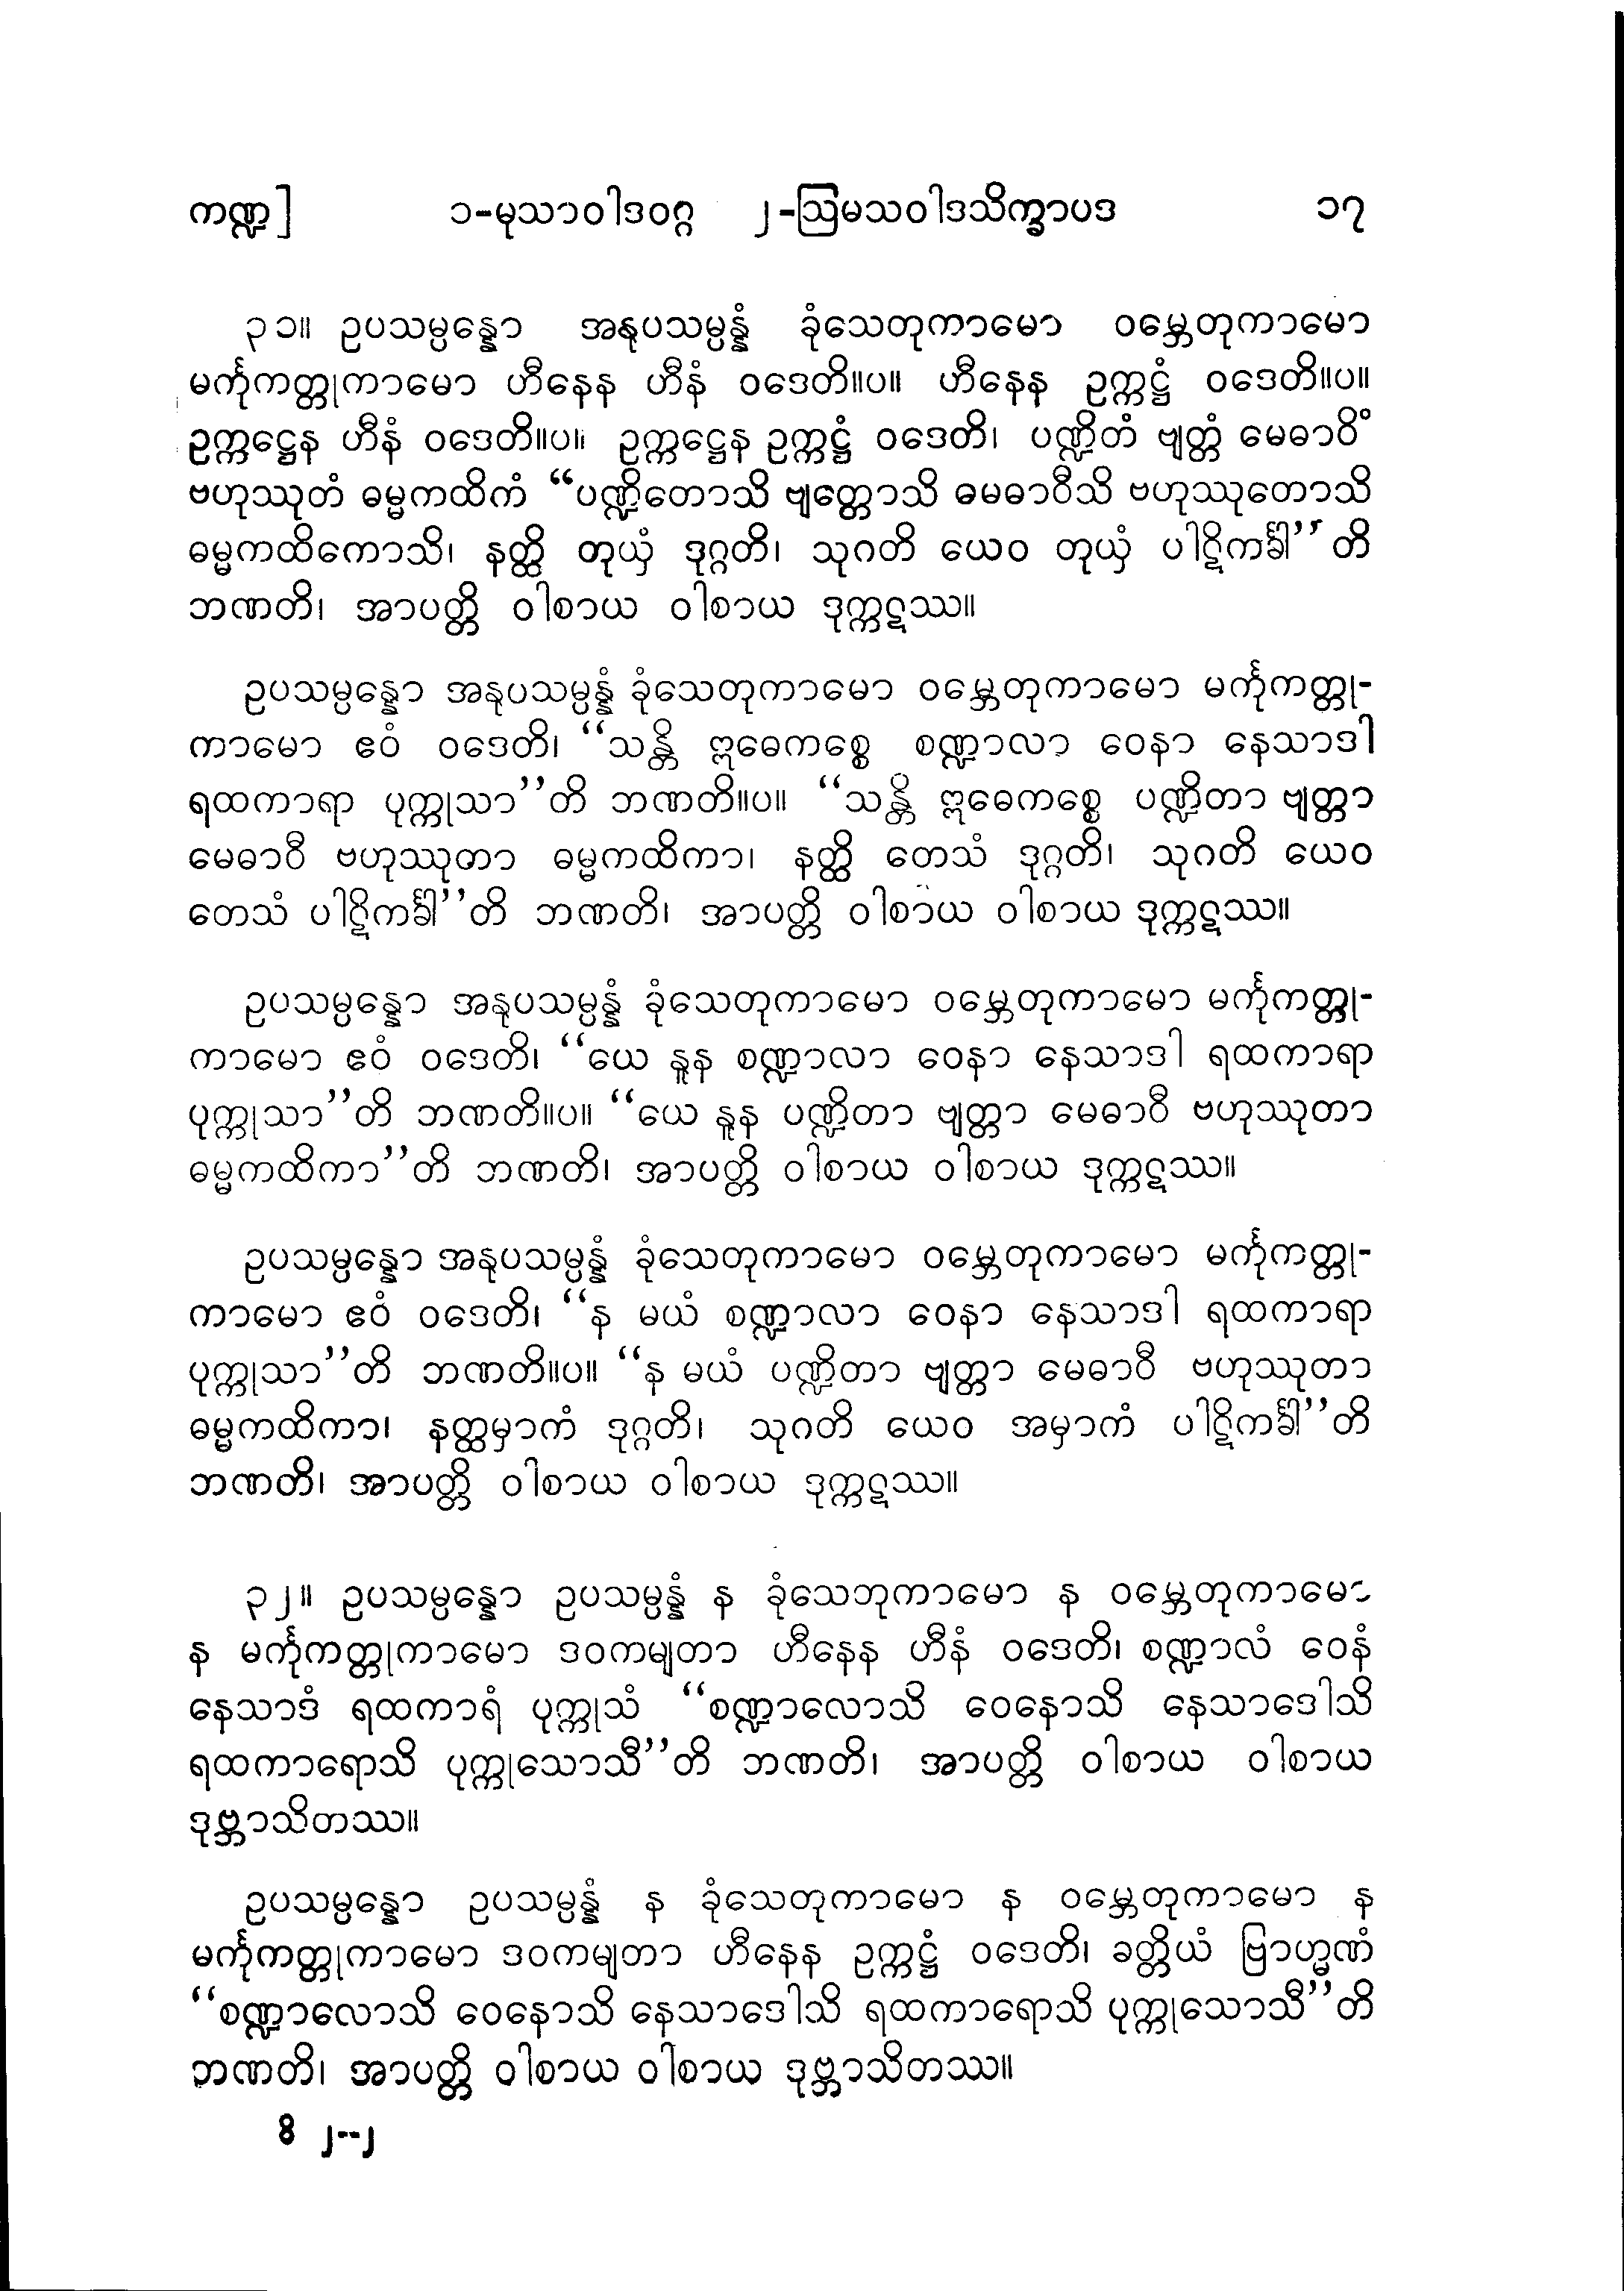 ကဏ္ဍ] ၁-မုသာဝါဒဝဂ္ဂ ၂-ဩမသဝါဒသိက္ခာပဒ ၁၇
၃၁။ ဥပသမ္ပန္နော အနုပသမ္ပန္နံ ခုံသေတုကာမော ဝမ္ဘေတုကာမော
မင်္ကုကတ္တုကာမော ဟီနေန ဟီနံ ဝဒေတိ။ပ။ ဟီနေန ဥက္ကဋ္ဌံ ဝဒေတိ။ပ။
ဥက္ကဋ္ဌေန ဟီနံ ဝဒေတိ။ပ။ ဥက္ကဋ္ဌေန ဥက္ကဋ္ဌံ ဝဒေတိ၊ ပဏ္ဍိတံ ဗျတ္တံ မေဓာဝိံ
ဗဟုဿုတံ ဓမ္မကထိကံ “ပဏ္ဍိတောသိ ဗျတ္တောသိ ဓမဓာဝီသိ ဗဟုဿုတောသိ
ဓမ္မကထိကောသိ၊ နတ္ထိ တုယှံ ဒုဂ္ဂတိ၊ သုဂတိ ယေဝ တုယှံ ပါဋိကင်္ခါ”တိ
ဘဏတိ၊ အာပတ္တိ ဝါစာယ ဝါစာယ ဒုက္ကဋဿ။
ဥပသမ္ပန္နော အနုပသမ္ပန္နံ ခုံသေတုကာမော ဝမ္ဘေတုကာမော မင်္ကုကတ္တု-
ကာမော ဧဝံ ဝဒေတိ၊ “သန္တိ ဣဓေကစ္စေ စဏ္ဍာလာ ဝေနာ နေသာဒါ
ရထကာရာ ပုက္ကုသာ”တိ ဘဏတိ။ပ။ “သန္တိ ဣဓေကစ္စေ ပဏ္ဍိတာ ဗျတ္တာ
မေဓာဝီ ဗဟုဿုတာ ဓမ္မကထိကာ၊ နတ္ထိ တေသံ ဒုဂ္ဂတိ၊ သုဂတိ ယေဝ
တေသံ ပါဋိကင်္ခါ”တိ ဘဏတိ၊ အာပတ္တိ ဝါစာယ ဝါစာယ ဒုက္ကဋဿ။
ဥပသမ္ပန္နော အနုပသမ္ပန္နံ ခုံသေတုကာမော ဝမ္ဘေတုကာမော မင်္ကုကတ္တု-
ကာမော ဧဝံ ဝဒေတိ၊ “ယေ နူန စဏ္ဍာလာ ဝေနာ နေသာဒါ ရထကာရာ
ပုက္ကုသာ”တိ ဘဏတိ။ပ။ “ယေ နူန ပဏ္ဍိတာ ဗျတ္တာ မေဓာဝီ ဗဟုဿုတာ
ဓမ္မကထိကာ”တိ ဘဏတိ၊ အာပတ္တိ ဝါစာယ ဝါစာယ ဒုက္ကဋဿ။
ဥပသမ္ပန္နော အနုပသမ္ပန္နံ ခုံသေတုကာမော ဝမ္ဘေတုကာမော မင်္ကုကတ္တု-
ကာမော ဧဝံ ဝဒေတိ၊ “န မယံ စဏ္ဍာလာ ဝေနာ နေသာဒါ ရထကာရာ
ပုက္ကုသာ”တိ ဘဏတိ။ပ။ “န မယံ ပဏ္ဍိတာ ဗျတ္တာ မေဓာဝီ ဗဟုဿုတာ
ဓမ္မကထိကာ၊ နတ္ထမှာကံ ဒုဂ္ဂတိ၊ သုဂတိ ယေဝ အမှာကံ ပါဋိကင်္ခါ”တိ
ဘဏတိ၊ အာပတ္တိ ဝါစာယ ဝါစာယ ဒုက္ကဋဿ။
၃၂။ ဥပသမ္ပန္နော ဥပသမ္ပန္နံ န ခုံသေဘုကာမော န ဝမ္ဘေတုကာမော
န မင်္ကုကတ္တုကာမော ဒဝကမျတာ ဟီနေန ဟီနံ ဝဒေတိ၊ စဏ္ဍာလံ ဝေနံ
နေသာဒံ ရထကာရံ ပုက္ကုသံ “စဏ္ဍာလောသိ ဝေနောသိ နေသာဒေါသိ
ရထကာရောသိ ပုက္ကုသောသီ”တိ ဘဏတိ၊ အာပတ္တိ ဝါစာယ ဝါစာယ
ဒုဗ္ဘာသိတဿ။
ဥပသမ္ပန္နော ဥပသမ္ပန္နံ န ခုံသေတုကာမော န ဝမ္ဘေတုကာမော န
မင်္ကုကတ္တုကာမော ဒဝကမျတာ ဟီနေန ဥက္ကဋ္ဌံ ဝဒေတိ၊ ခတ္တိယံ ဗြာဟ္မဏံ
“စဏ္ဍာလောသိ ဝေနောသိ နေသာဒေါသိ ရထကာရောသိ ပုက္ကုသောသီ”တိ
ဘဏတိ၊ အာပတ္တိ ဝါစာယ ဝါစာယ ဒုဗ္ဘာသိတဿ။
8 ၂--၂